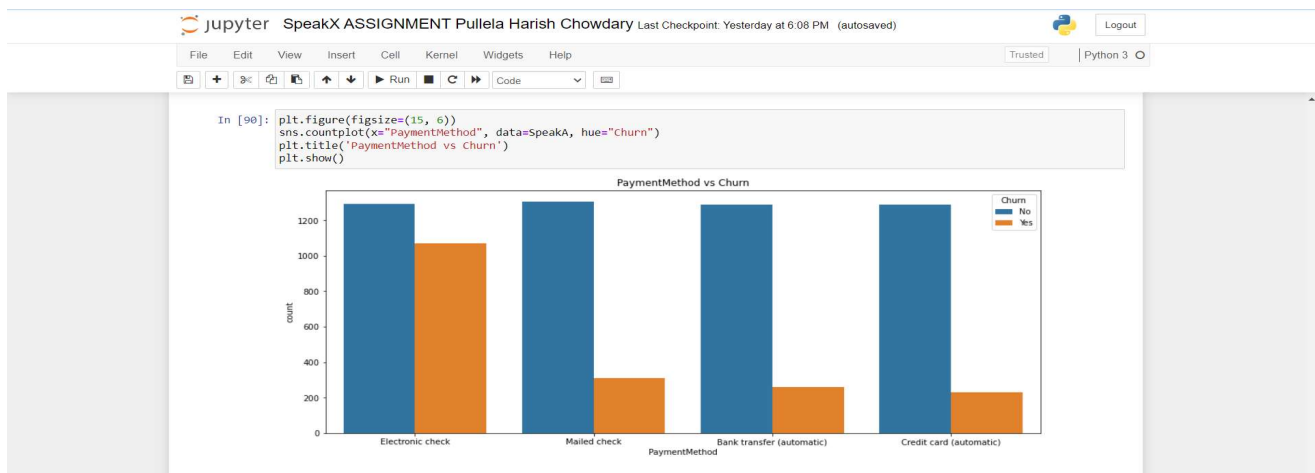 jupyter SpeakX ASSIGNMENT Pullela Harish Chowdary Last Checkpoint: Yesterday at 6:08 PM (autosaved) Logout
File Edit View Insert Cell Kernel Widgets Help Trusted Python 3
Run Code
In [90]: plt.figure(figsize=(15, 6))
sns.countplot(x="PaymentMethod", data=SpeakA, hue="Churn")
plt.title('PaymentMethod vs Churn')
plt.show()
PaymentMethod vs Churn
Churn
No
Yes
1200
1000
800
600
400
200
0
count
Electronic check Mailed check Bank transfer (automatic) Credit card (automatic)
PaymentMethod